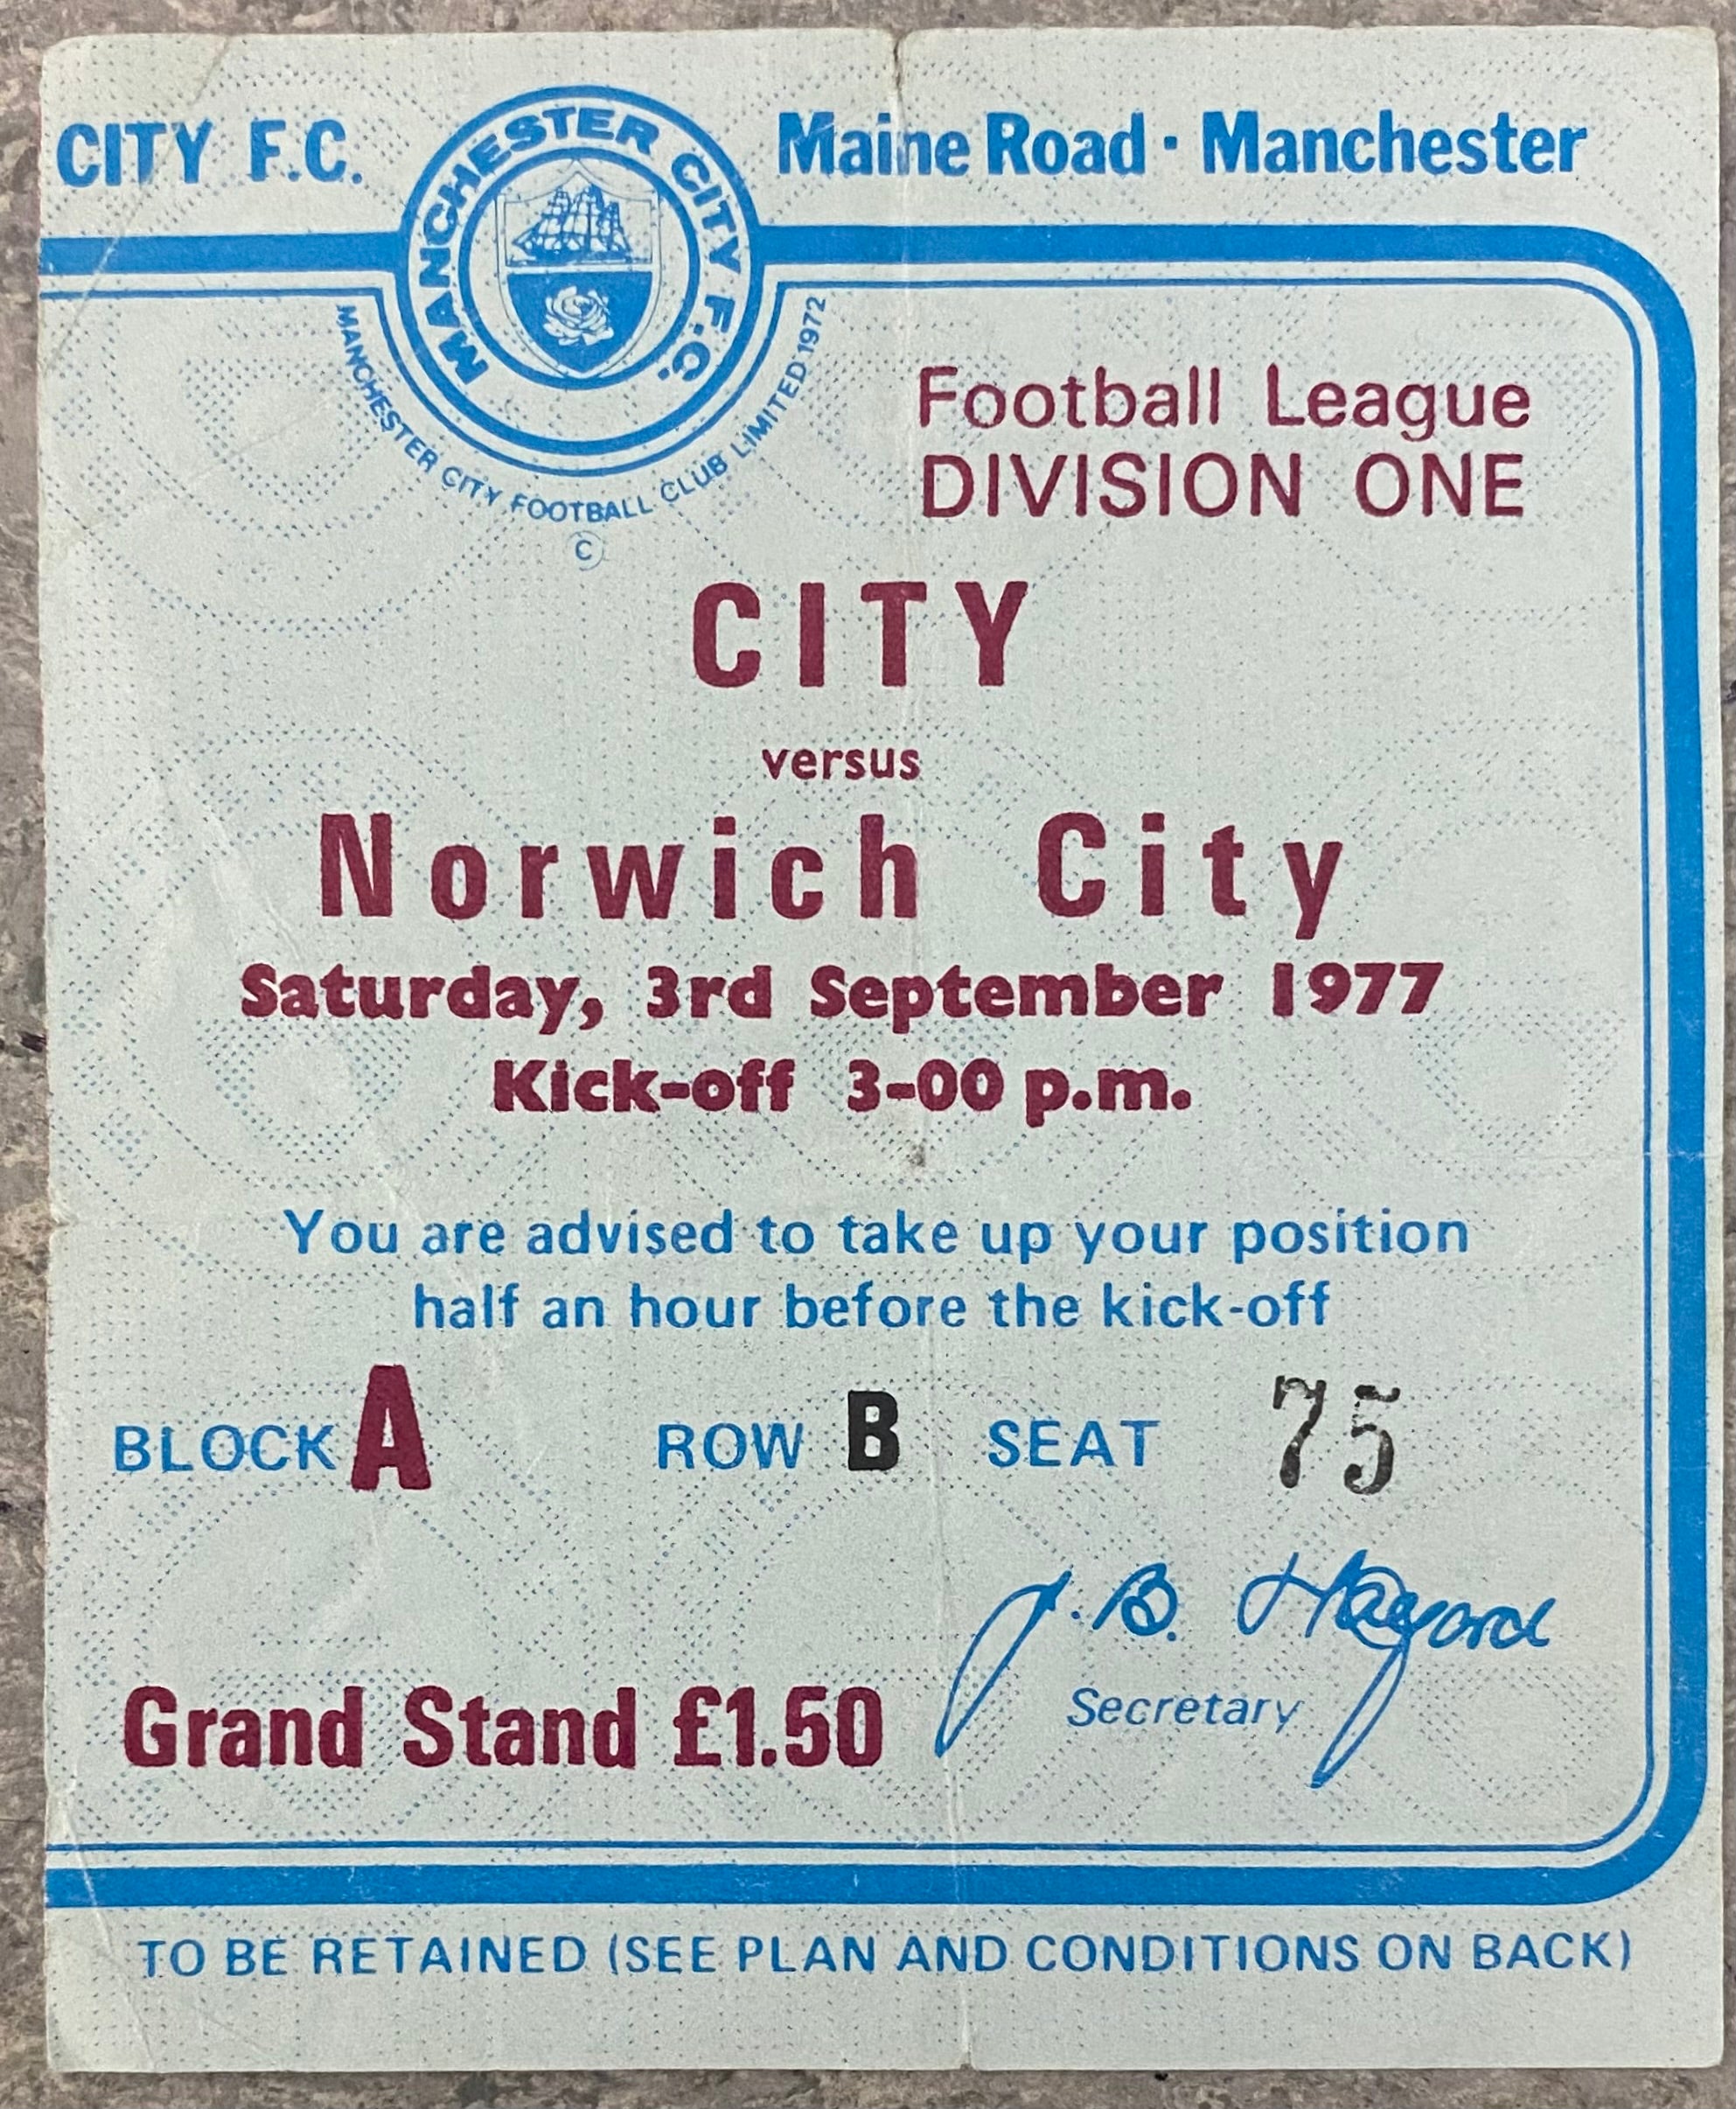 CITY F.C.
MANCHESTER CITY F.C.
Maine Road · Manchester
MANCHESTER CITY FOOTBALL CLUB LIMITED 1972
©
Football League
DIVISION ONE
CITY
versus
Norwich City
Saturday, 3rd September 1977
Kick-off 3-00 p.m.
You are advised to take up your position
half an hour before the kick-off
BLOCK A ROW B SEAT 75
J. B. Hagard
Grand Stand £1.50
Secretary
TO BE RETAINED (SEE PLAN AND CONDITIONS ON BACK)